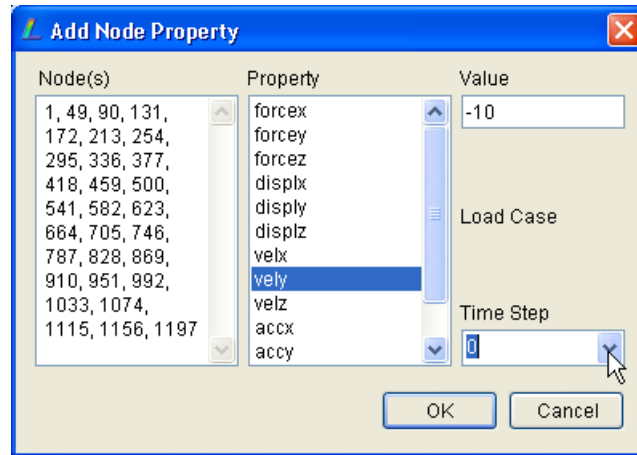 Add Node Property
Node(s)
1, 49, 90, 131,
172, 213, 254,
295, 336, 377,
418, 459, 500,
541, 582, 623,
664, 705, 746,
787, 828, 869,
910, 951, 992,
1033, 1074,
1115, 1156, 1197
Property
forcex
forcey
forcez
displx
disply
displz
velx
vely
velz
accx
accy
Value
-10
Load Case
Time Step
0
OK
Cancel